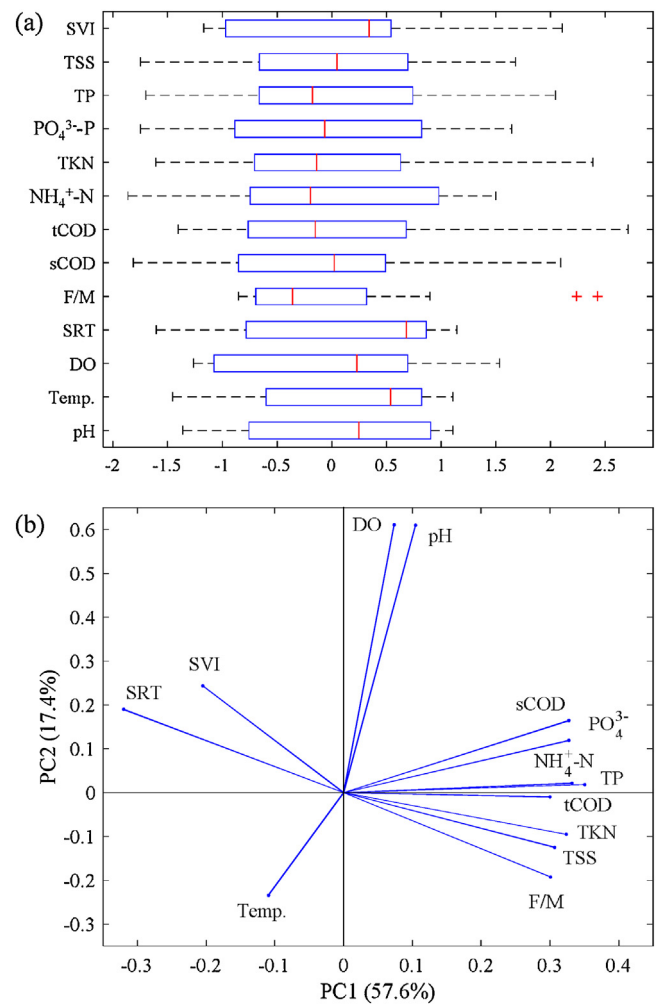 (a)
SVI
TSS
TP
PO₄³⁻-P
TKN
NH₄⁺-N
tCOD
sCOD
F/M
SRT
DO
Temp.
pH
-2 -1.5 -1 -0.5 0 0.5 1 1.5 2 2.5
(b)
0.6
0.5
0.4
0.3
0.2
0.1
0
-0.1
-0.2
-0.3
PC2 (17.4%)
DO
pH
SRT
SVI
sCOD
PO₄³⁻
NH₄⁺-N
TP
tCOD
TKN
TSS
F/M
Temp.
-0.3 -0.2 -0.1 0 0.1 0.2 0.3 0.4
PC1 (57.6%)